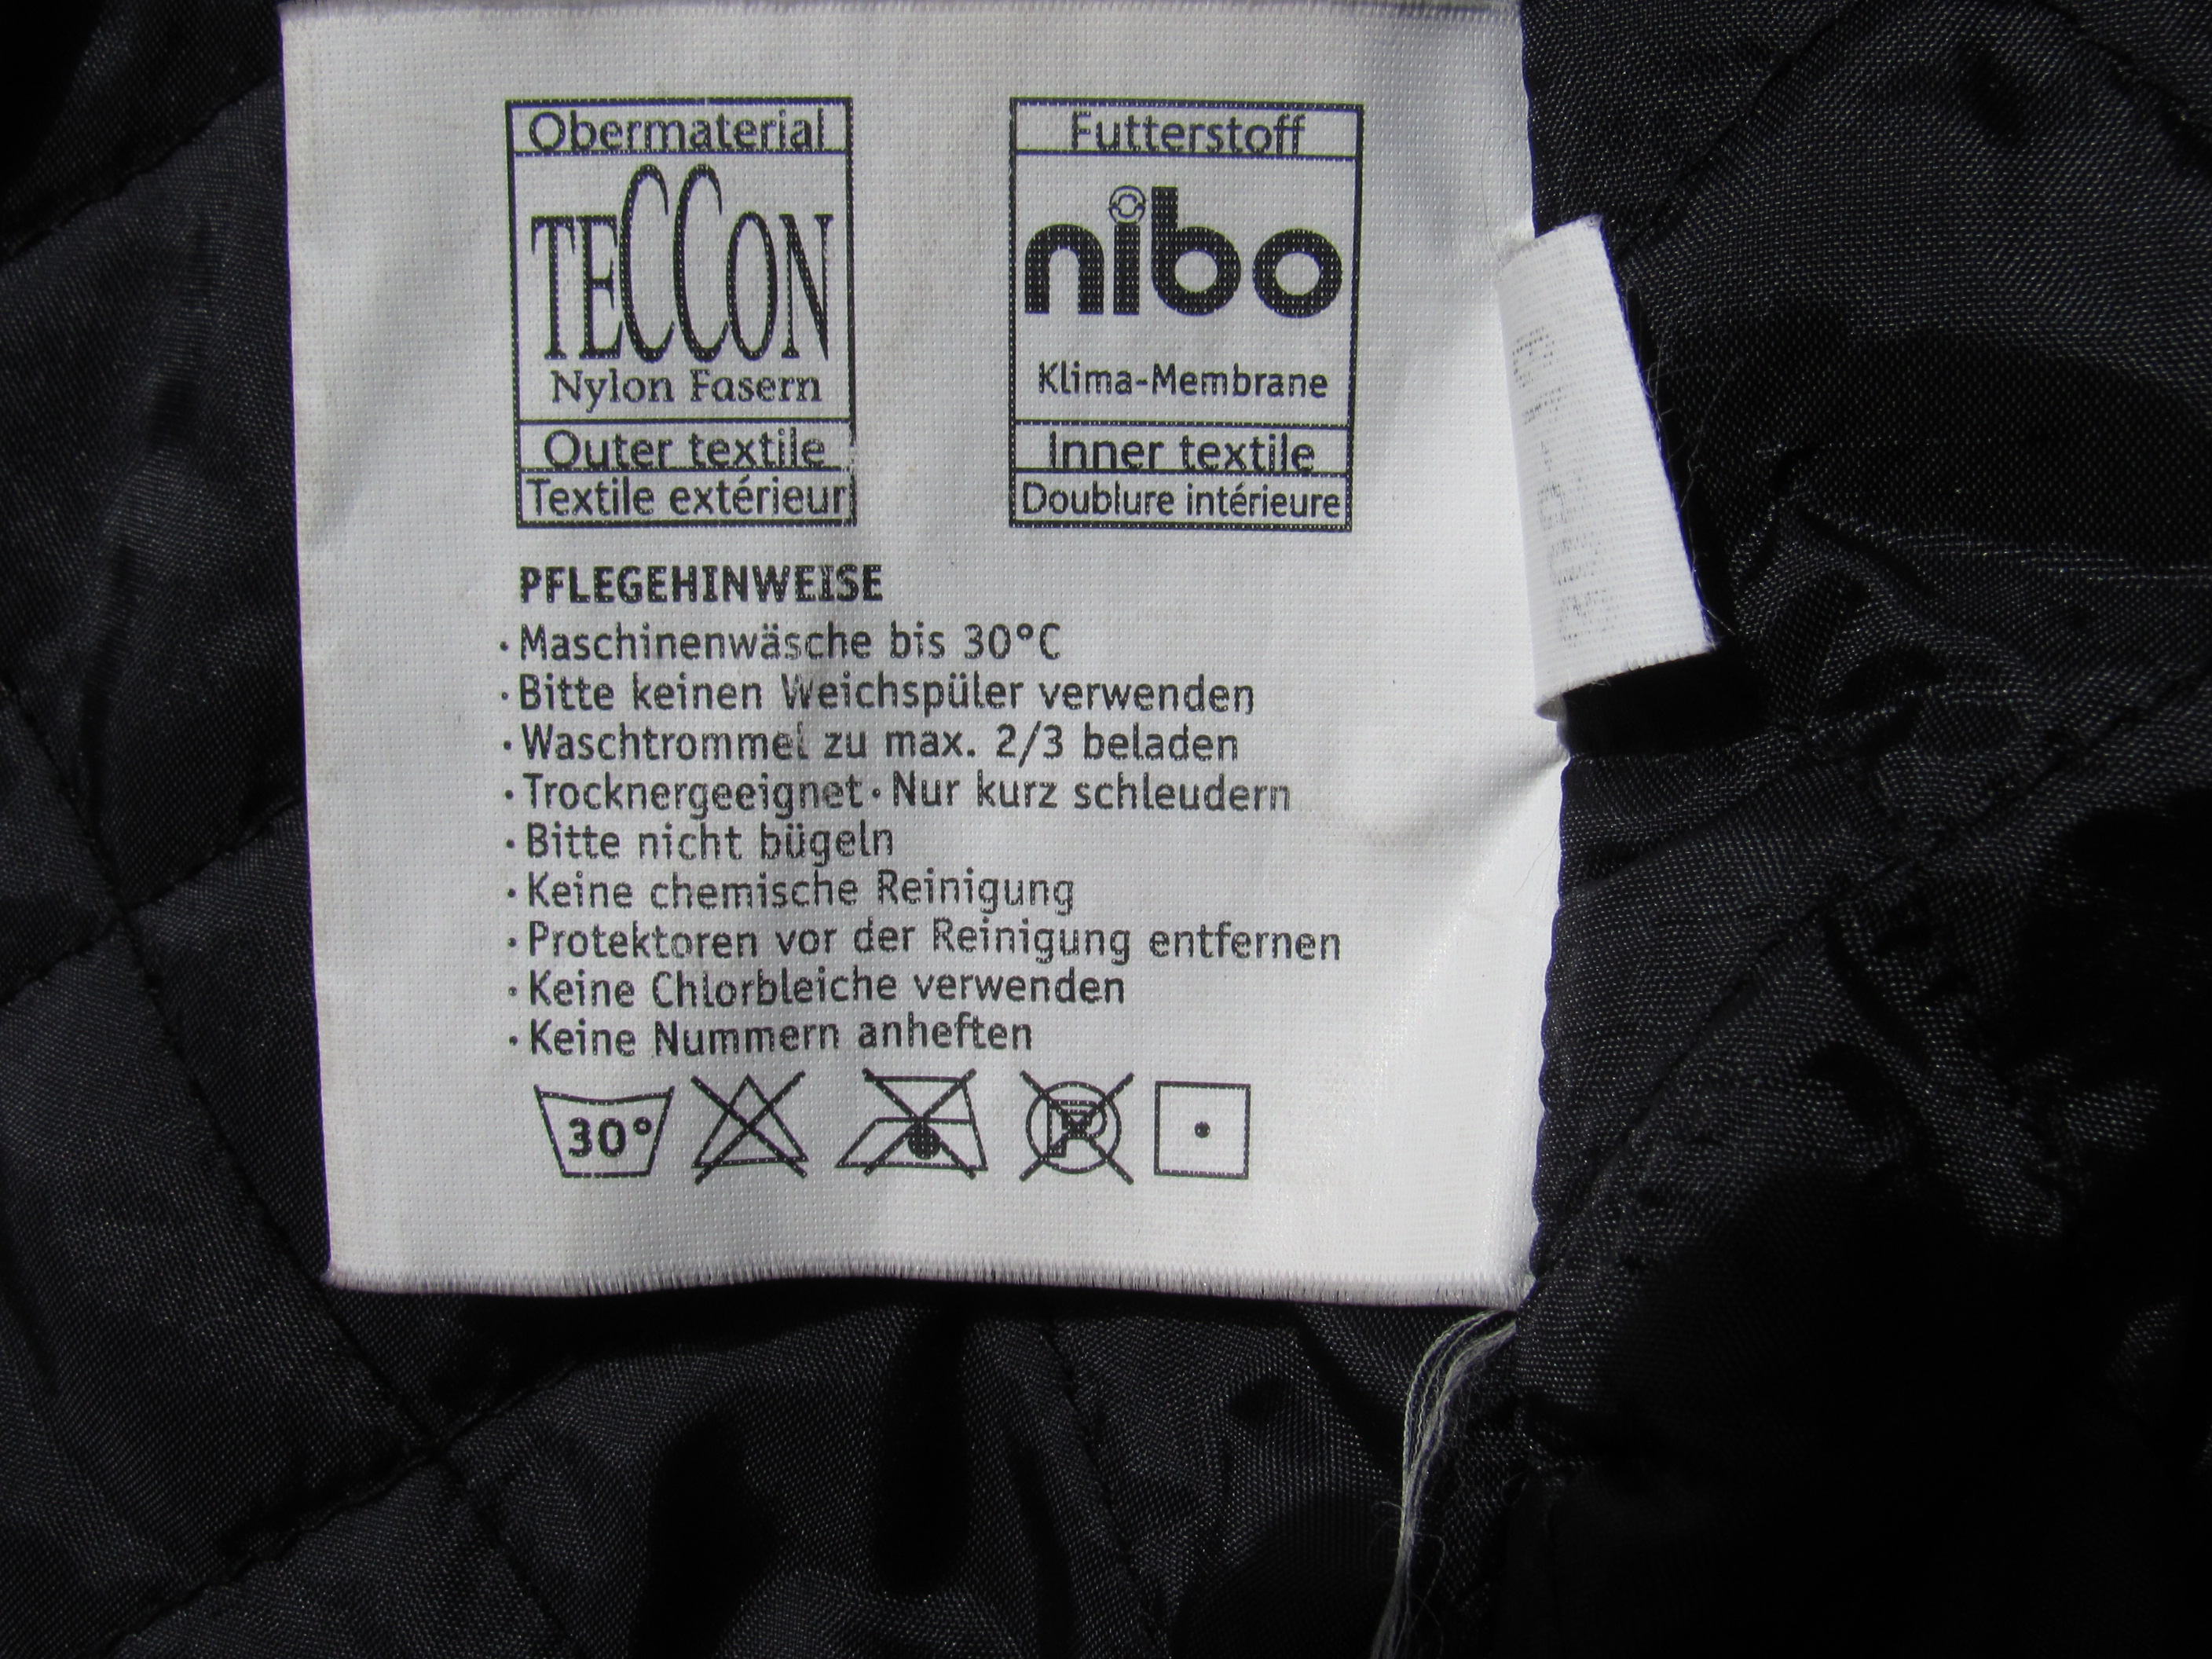 Obermaterial
TECCON
Nylon Fasern
Outer textile
Textile extérieur
Futterstoff
nibo
Klima-Membrane
Inner textile
Doublure intérieure
PFLEGEHINWEISE
· Maschinenwäsche bis 30°C
· Bitte keinen Weichspüler verwenden
· Waschtrommel zu max. 2/3 beladen
· Trocknergeeignet · Nur kurz schleudern
· Bitte nicht bügeln
· Keine chemische Reinigung
· Protektoren vor der Reinigung entfernen
· Keine Chlorbleiche verwenden
· Keine Nummern anheften
30° P